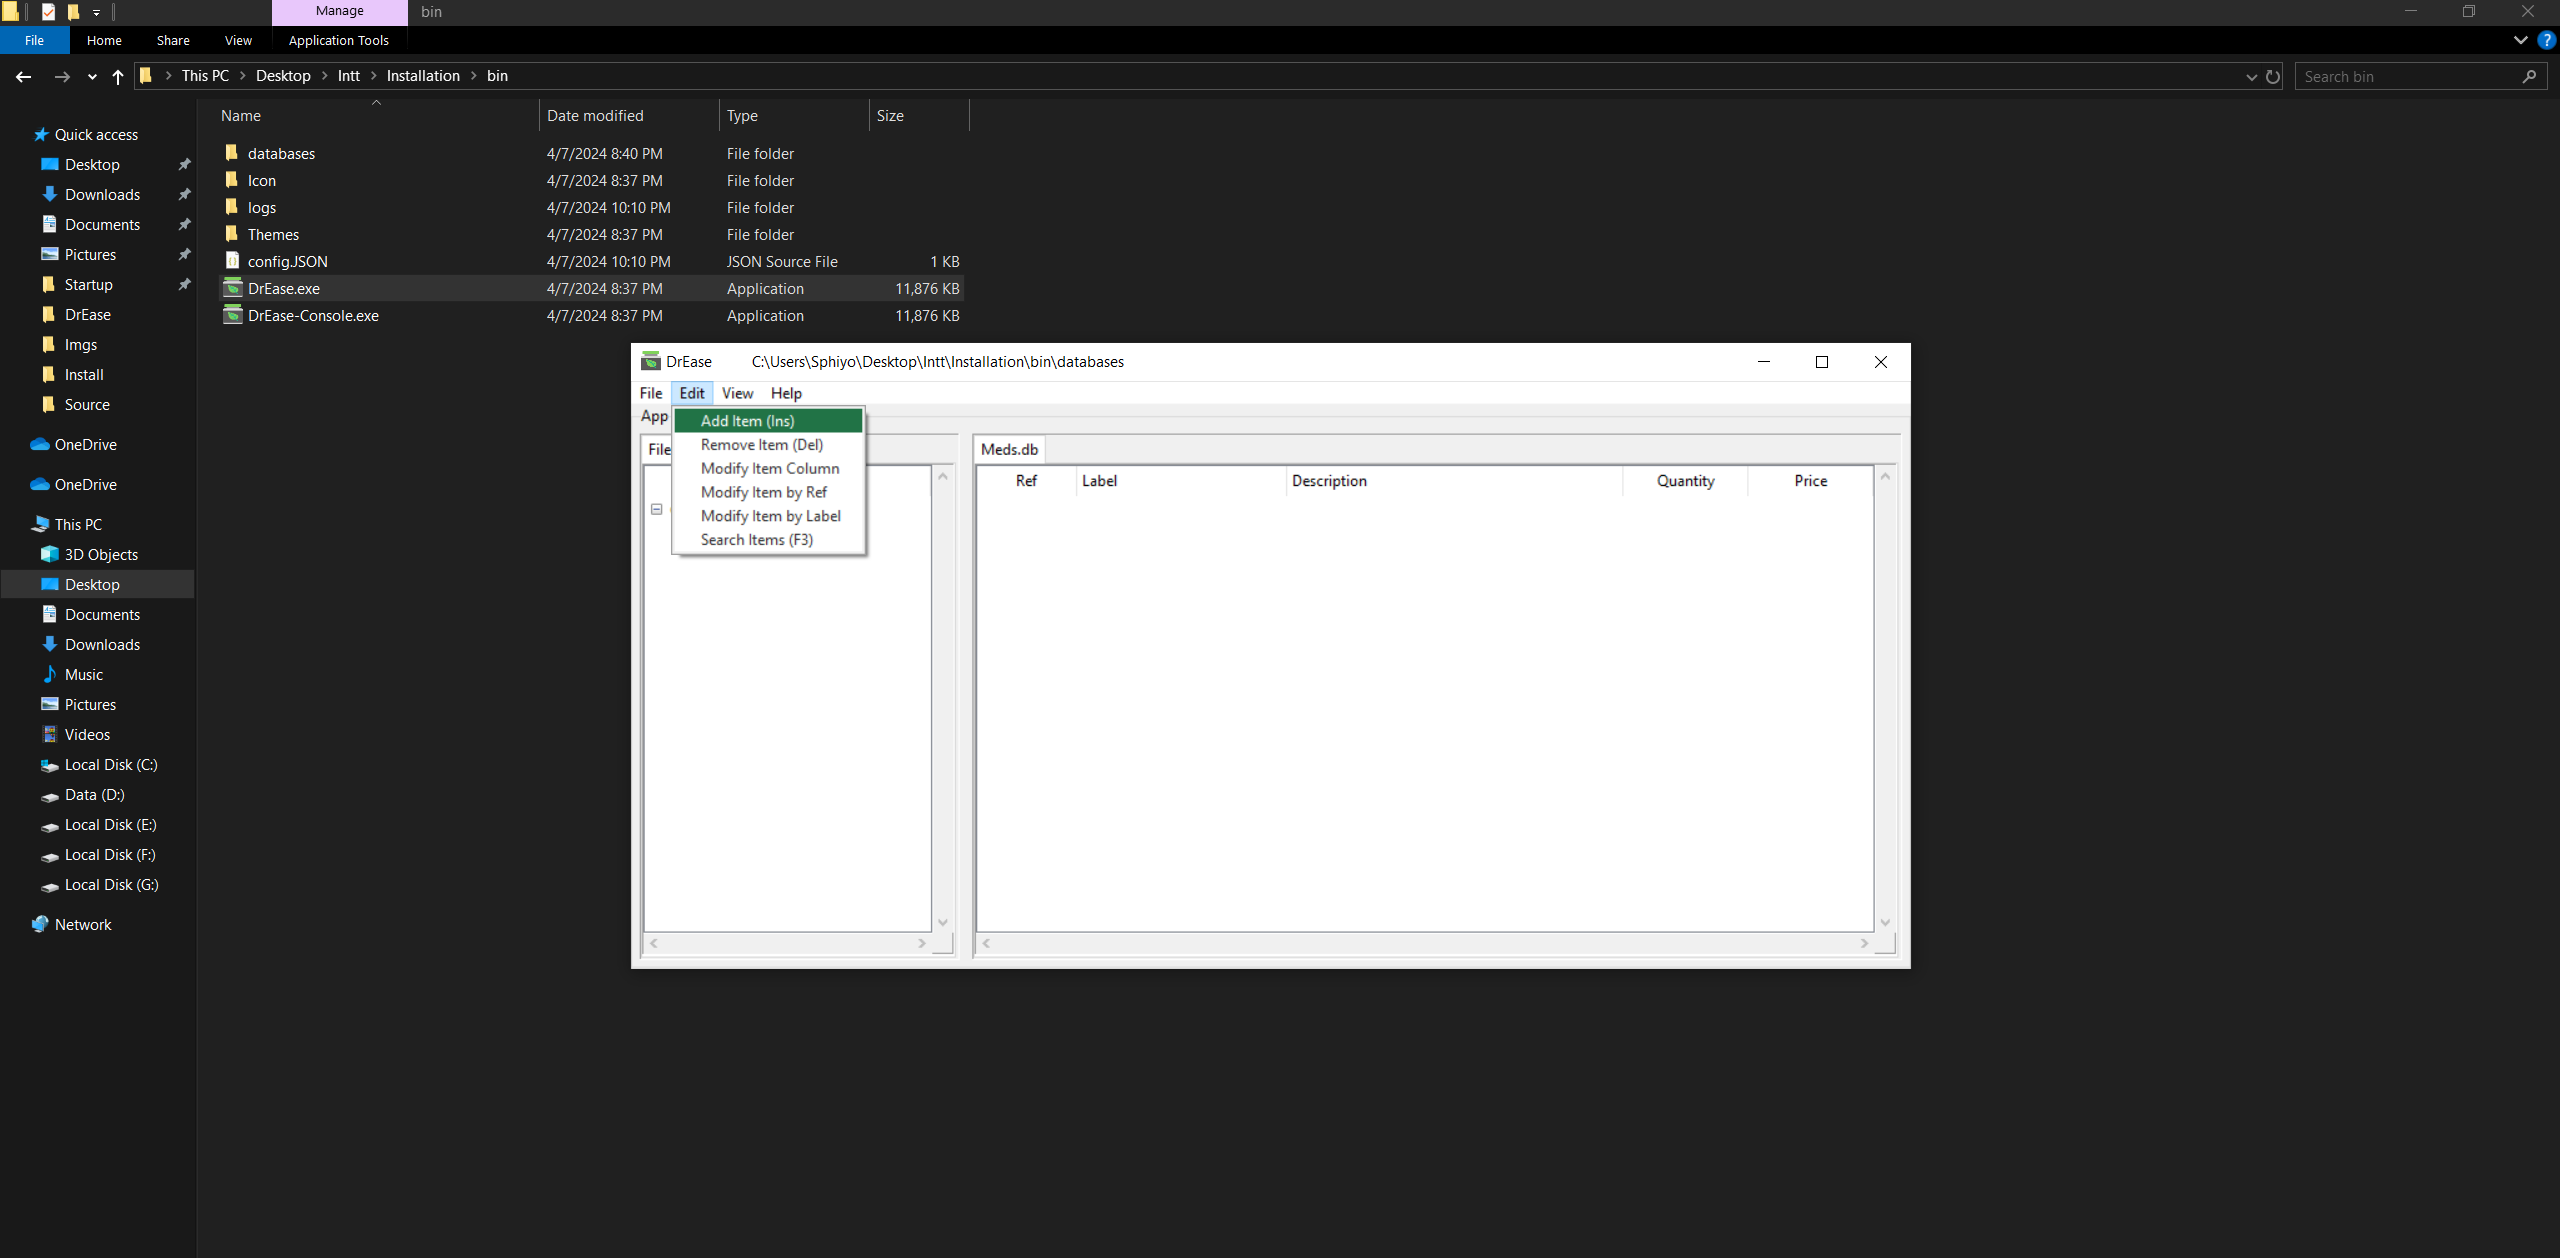 Manage
bin
File
Home
Share
View
Application Tools
?
This PC
Desktop
Intt
Installation
bin
Search bin
Name
Date modified
Type
Size
Quick access
Desktop
Downloads
Documents
Pictures
Startup
DrEase
Imgs
Install
Source
OneDrive
OneDrive
This PC
3D Objects
Desktop
Documents
Downloads
Music
Pictures
Videos
Local Disk (C:)
Data (D:)
Local Disk (E:)
Local Disk (F:)
Local Disk (G:)
Network
databases 4/7/2024 8:40 PM File folder
Icon 4/7/2024 8:37 PM File folder
logs 4/7/2024 10:10 PM File folder
Themes 4/7/2024 8:37 PM File folder
config.JSON 4/7/2024 10:10 PM JSON Source File 1 KB
DrEase.exe 4/7/2024 8:37 PM Application 11,876 KB
DrEase-Console.exe 4/7/2024 8:37 PM Application 11,876 KB
DrEase C:\Users\Sphiyo\Desktop\Intt\Installation\bin\databases
File Edit View Help
App
File
Add Item (Ins)
Remove Item (Del)
Modify Item Column
Modify Item by Ref
Modify Item by Label
Search Items (F3)
Meds.db
Ref Label Description Quantity Price